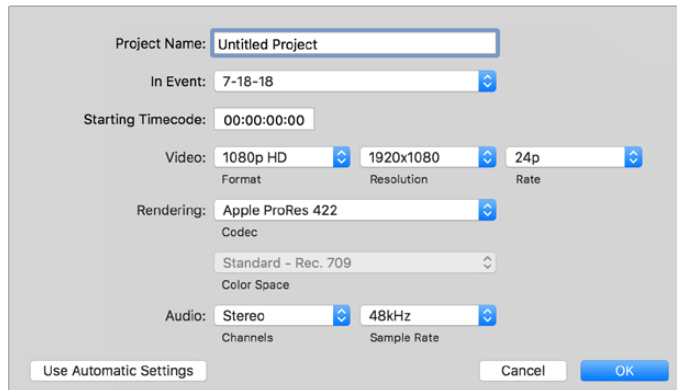 Project Name: Untitled Project
In Event: 7-18-18
Starting Timecode: 00:00:00:00
Video: 1080p HD 1920x1080 24p
Format Resolution Rate
Rendering: Apple ProRes 422
Codec
Standard - Rec. 709
Color Space
Audio: Stereo 48kHz
Channels Sample Rate
Use Automatic Settings Cancel OK